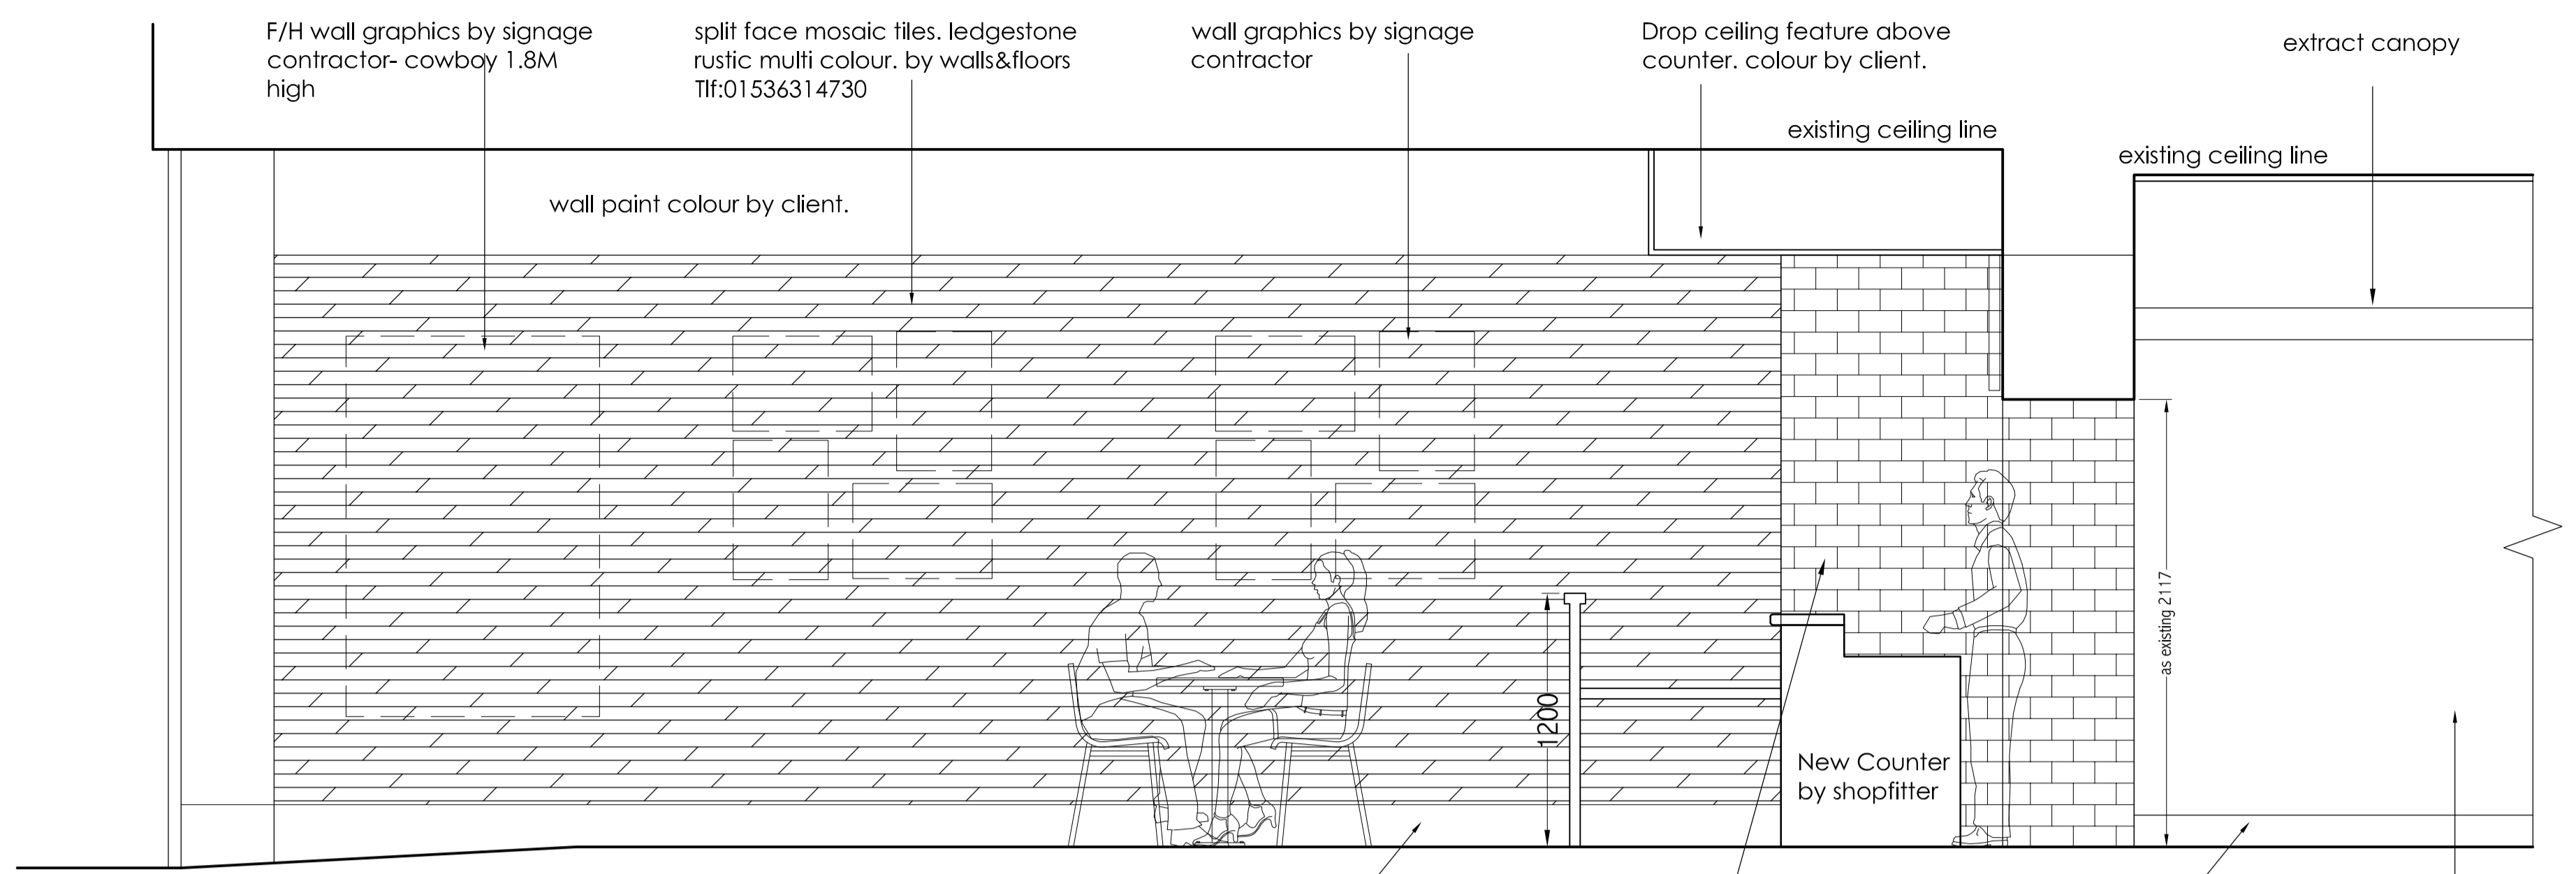 F/H wall graphics by signage
contractor- cowboy 1.8M
high
split face mosaic tiles. ledgestone
rustic multi colour. by walls&floors
Tlf:01536314730
wall graphics by signage
contractor
Drop ceiling feature above
counter. colour by client.
extract canopy
existing ceiling line
existing ceiling line
wall paint colour by client.
as existing 2117
1200
New Counter
by shopfitter